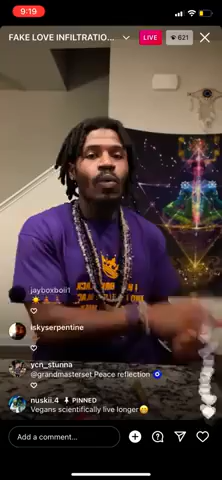 9:19
FAKE LOVE INFILTRATIO...
LIVE
621
jayboxboii1
iskyserpentine
ycn_stunna
@grandmasterset Peace reflection 🧿
nuskii.4 PINNED
Vegans scientifically live longer😊
Add a comment...